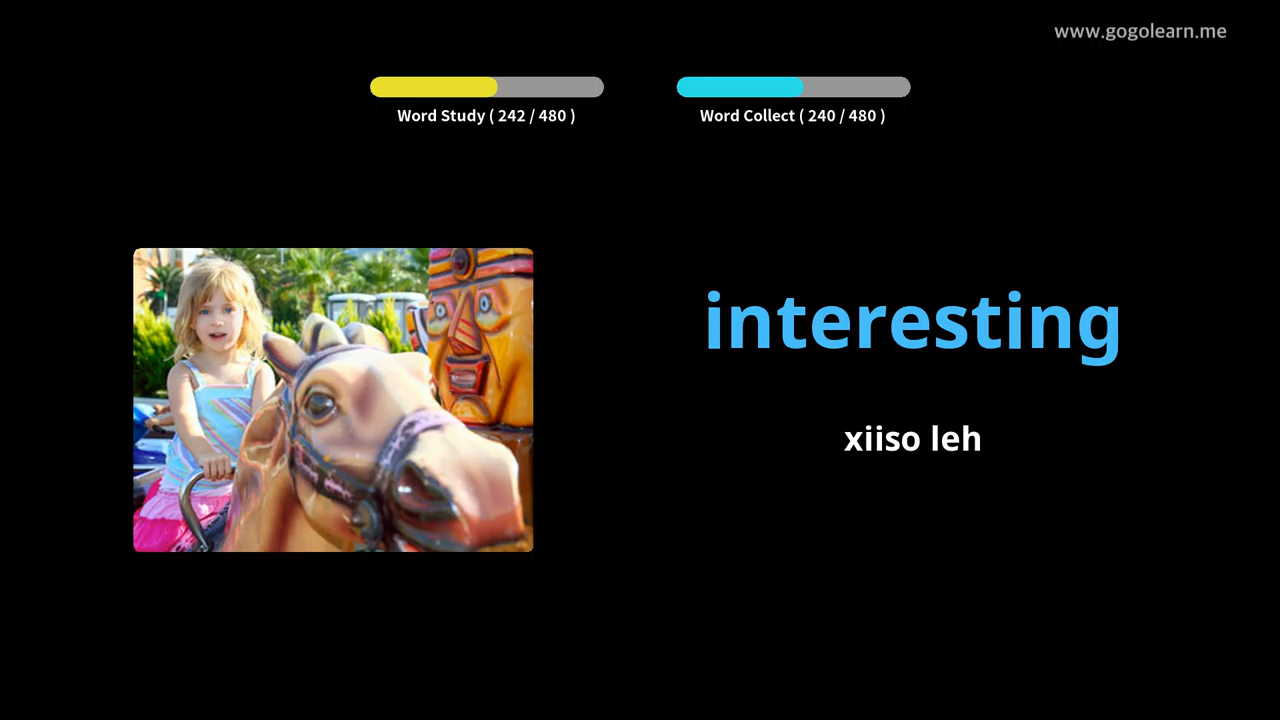 www.gogolearn.me
Word Study ( 242 / 480 )
Word Collect ( 240 / 480 )
interesting
xiiso leh